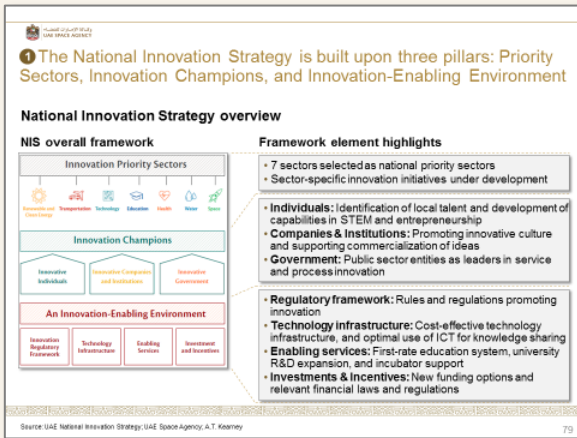 وكالة الإمارات للفضاء
UAE SPACE AGENCY
1 The National Innovation Strategy is built upon three pillars: Priority
Sectors, Innovation Champions, and Innovation-Enabling Environment
National Innovation Strategy overview
NIS overall framework
Innovation Priority Sectors
Renewable and Clean Energy
Transportation
Technology
Education
Health
Water
Space
Innovation Champions
Innovative
Individuals
Innovative Companies
and Institutions
Innovative
Government
An Innovation-Enabling Environment
Innovation
Regulatory
Framework
Technology
Infrastructure
Enabling
Services
Investment
and Incentives
Framework element highlights
• 7 sectors selected as national priority sectors
• Sector-specific innovation initiatives under development
• Individuals: Identification of local talent and development of
capabilities in STEM and entrepreneurship
• Companies & Institutions: Promoting innovative culture
and supporting commercialization of ideas
• Government: Public sector entities as leaders in service
and process innovation
• Regulatory framework: Rules and regulations promoting
innovation
• Technology infrastructure: Cost-effective technology
infrastructure, and optimal use of ICT for knowledge sharing
• Enabling services: First-rate education system, university
R&D expansion, and incubator support
• Investments & Incentives: New funding options and
relevant financial laws and regulations
Source: UAE National Innovation Strategy; UAE Space Agency; A.T. Kearney
79